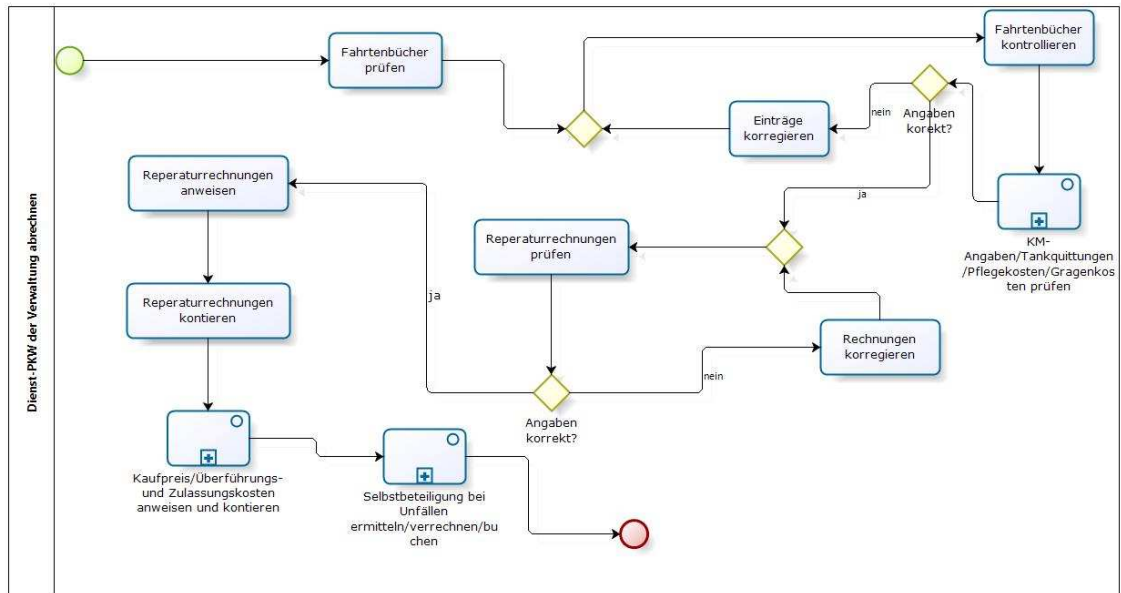 Dienst-PKW der Verwaltung abrechnen
Fahrtenbücher
prüfen
Fahrtenbücher
kontrollieren
Einträge
korregieren
nein
Angaben
korekt?
ja
KM-
Angaben/Tankquittungen
/Pflegekosten/Gragenkos
ten prüfen
Reperaturrechnungen
prüfen
Rechnungen
korregieren
nein
Angaben
korrekt?
ja
Reperaturrechnungen
anweisen
Reperaturrechnungen
kontieren
Kaufpreis/Überführungs-
und Zulassungskosten
anweisen und kontieren
Selbstbeteiligung bei
Unfällen
ermitteln/verrechnen/bu
chen